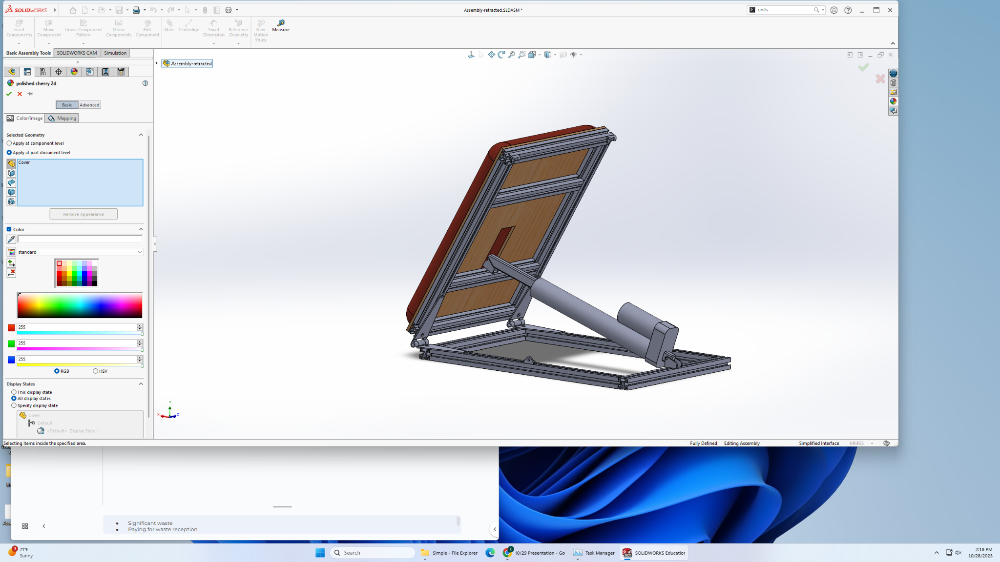 SOLIDWORKS
Assembly-retracted.SLDASM *
units
Insert Components
Move Component
Linear Component Pattern
Mirror Components
Edit Component
Mate
Centerline
Smart Dimension
Reference Geometry
New Motion Study
Measure
Basic Assembly Tools
SOLIDWORKS CAM
Simulation
Assembly-retracted
polished cherry 2d
Basic
Advanced
Color/Image
Mapping
Selected Geometry
Apply at component level
Apply at part document level
Cover
Remove Appearance
Color
standard
255
255
255
RGB
HSV
Display States
This display state
All display states
Specify display state
Cover
Default
<Default>_Display State 1
Y
X
Z
Selecting items inside the specified area.
Fully Defined
Editing Assembly
Simplified Interface
MMGS
• Significant waste
• Paying for waste reception
3
71°F
Sunny
Search
Simple - File Explorer
E
10/29 Presentation - Go
Task Manager
SW 2025
SOLIDWORKS Education
2:18 PM
10/28/2025